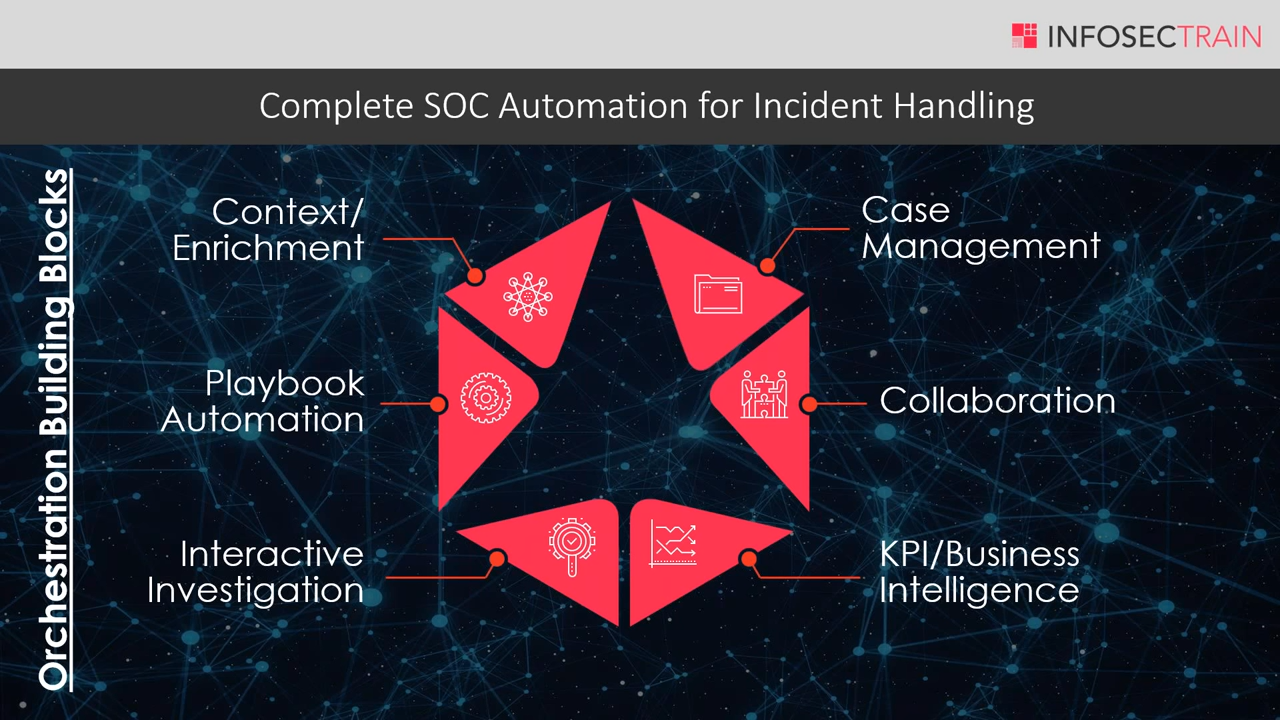 INFOSECTRAIN
Complete SOC Automation for Incident Handling
Orchestration Building Blocks
Context/
Enrichment
Playbook
Automation
Interactive
Investigation
Case
Management
Collaboration
KPI/Business
Intelligence